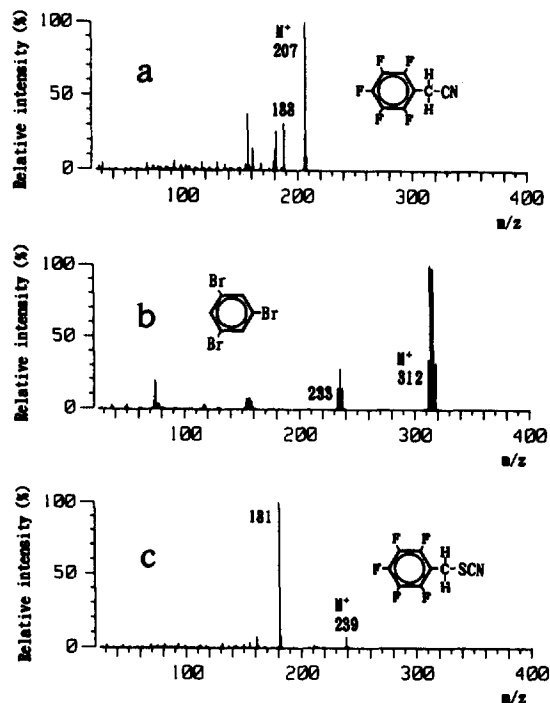 Relative intensity (%)
100
50
0
a
M+
207
188
F F
F
F F
H
C-CN
H
100 200 300 400
m/z
Relative intensity (%)
100
50
0
b
Br
Br
Br
233
M+
312
100 200 300 400
m/z
Relative intensity (%)
100
50
0
c
181
M+
239
F F
F
F F
H
C-SCN
H
100 200 300 400
m/z